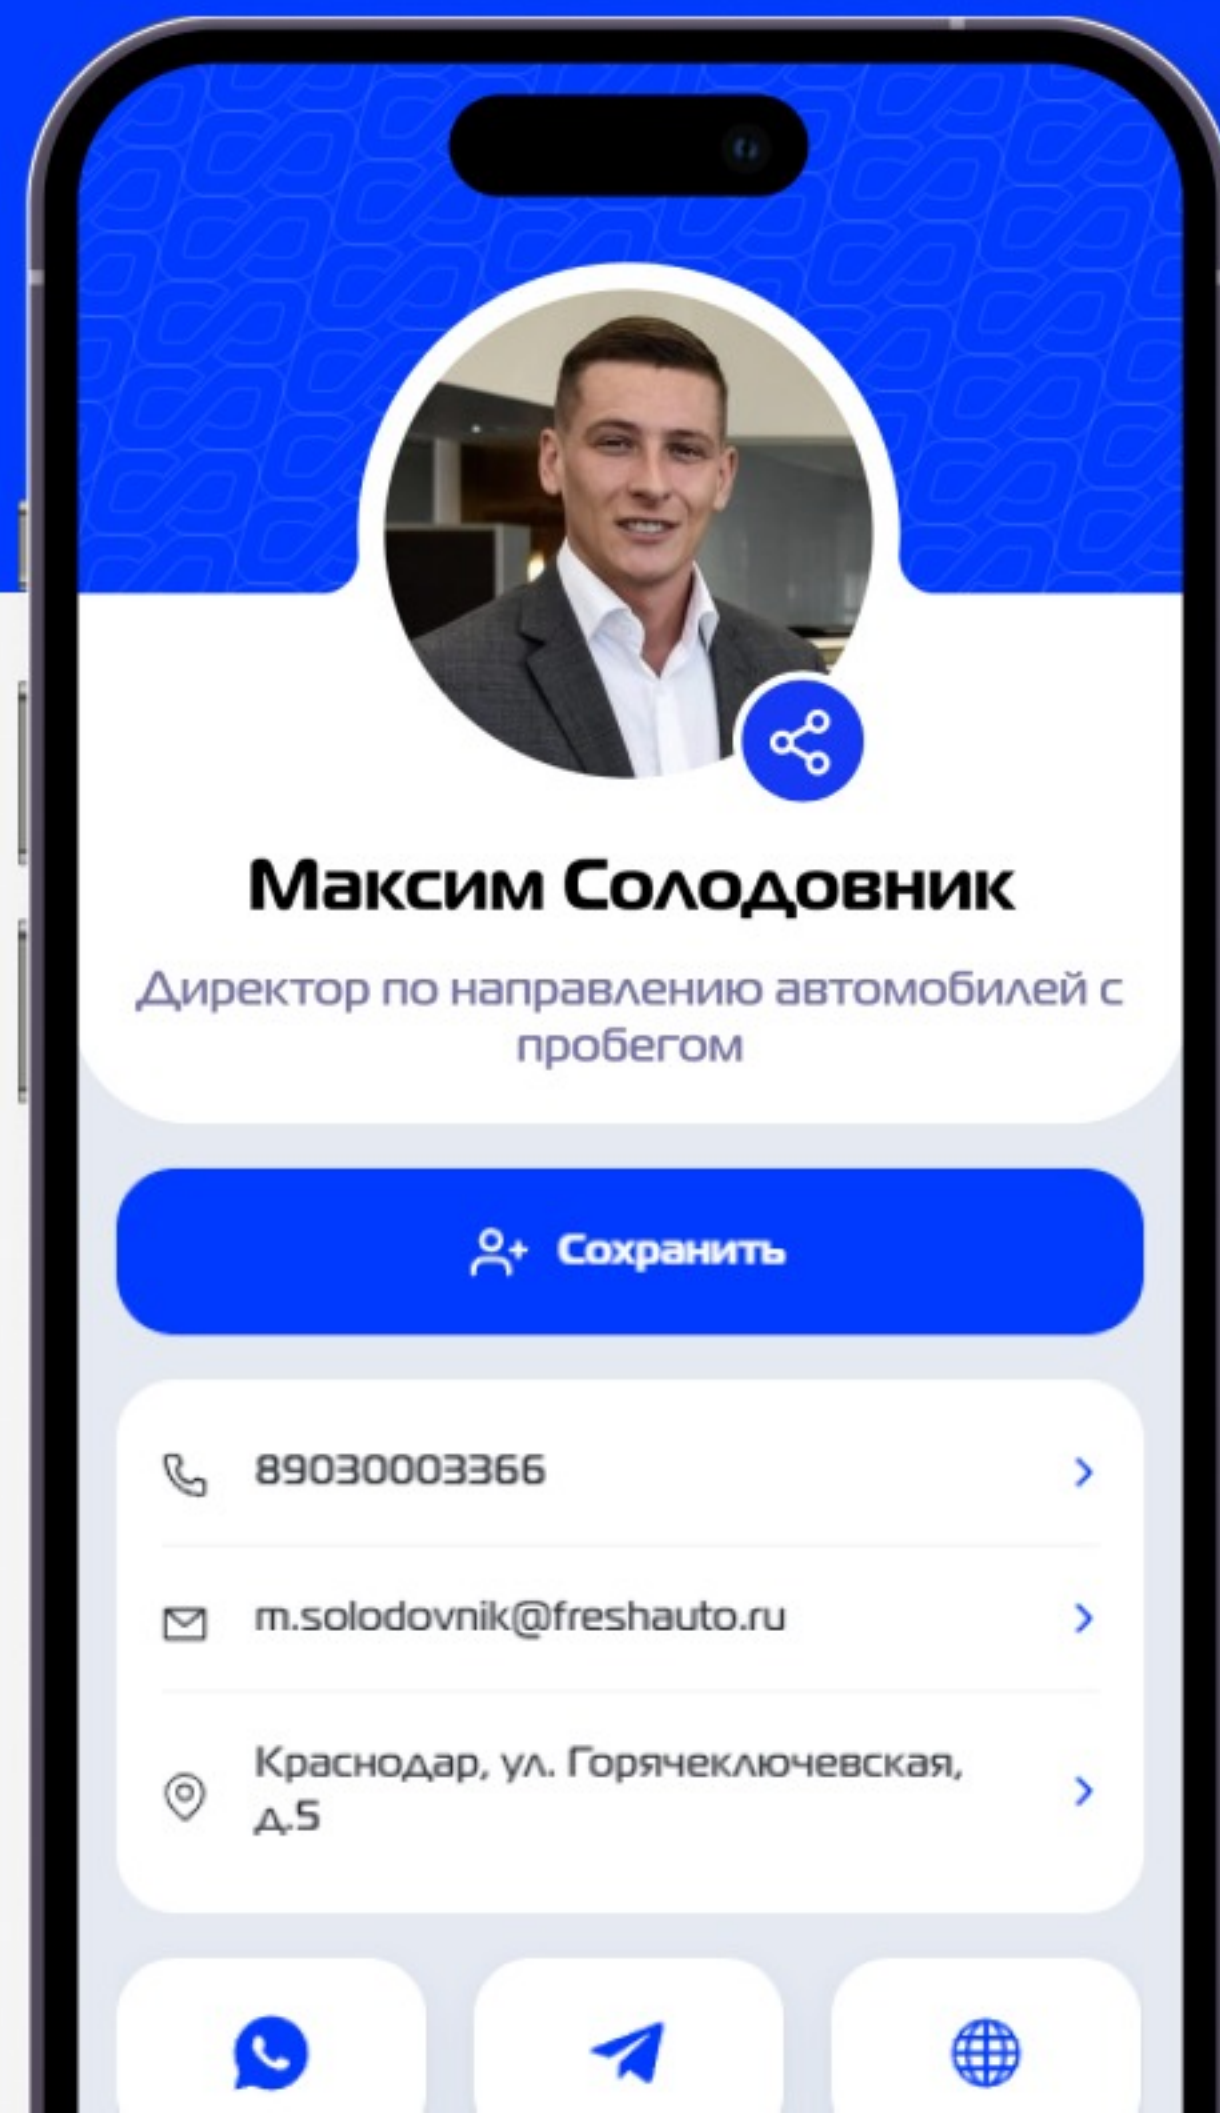 Максим Солодовник
Директор по направлению автомобилей с
пробегом
Сохранить
89030003366
m.solodovnik@freshauto.ru
Краснодар, ул. Горячеключевская,
д.5